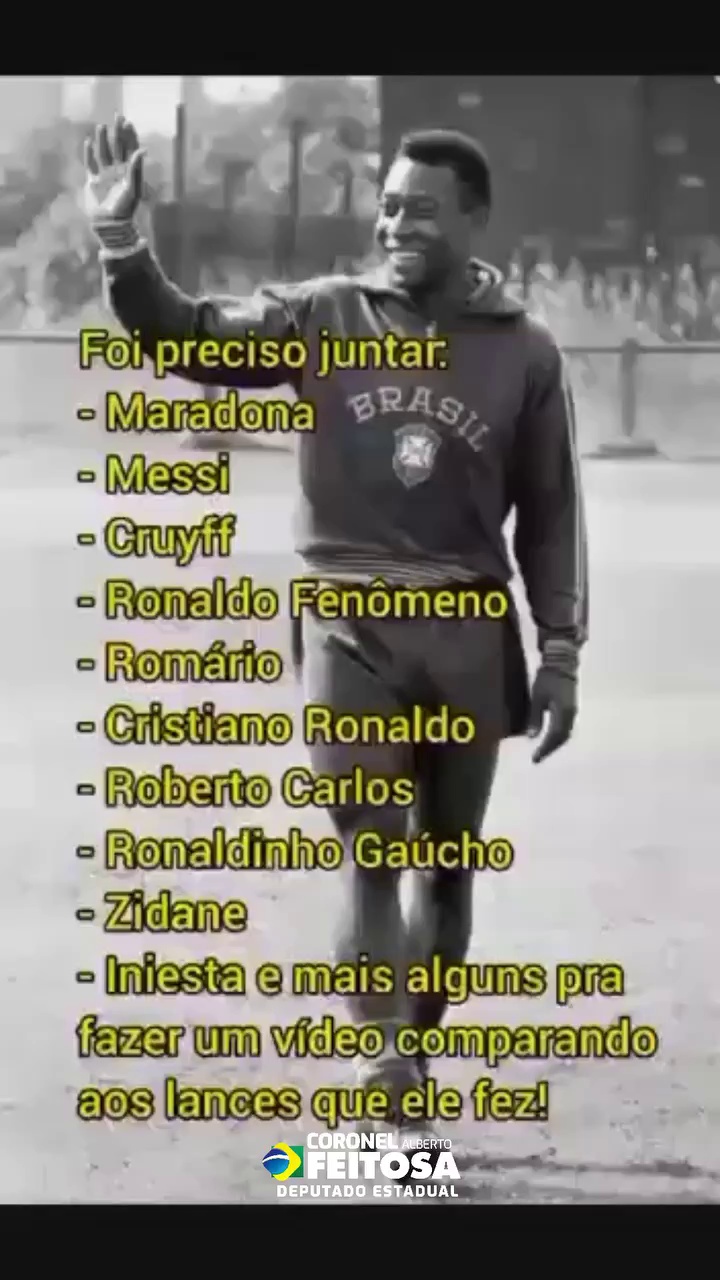 Foi preciso juntar:
- Maradona
- Messi
- Cruyff
- Ronaldo Fenômeno
- Romário
- Cristiano Ronaldo
- Roberto Carlos
- Ronaldinho Gaúcho
- Zidane
- Iniesta e mais alguns pra
fazer um vídeo comparando
aos lances que ele fez!
BRASIL
CORONEL ALBERTO
FEITOSA
DEPUTADO ESTADUAL